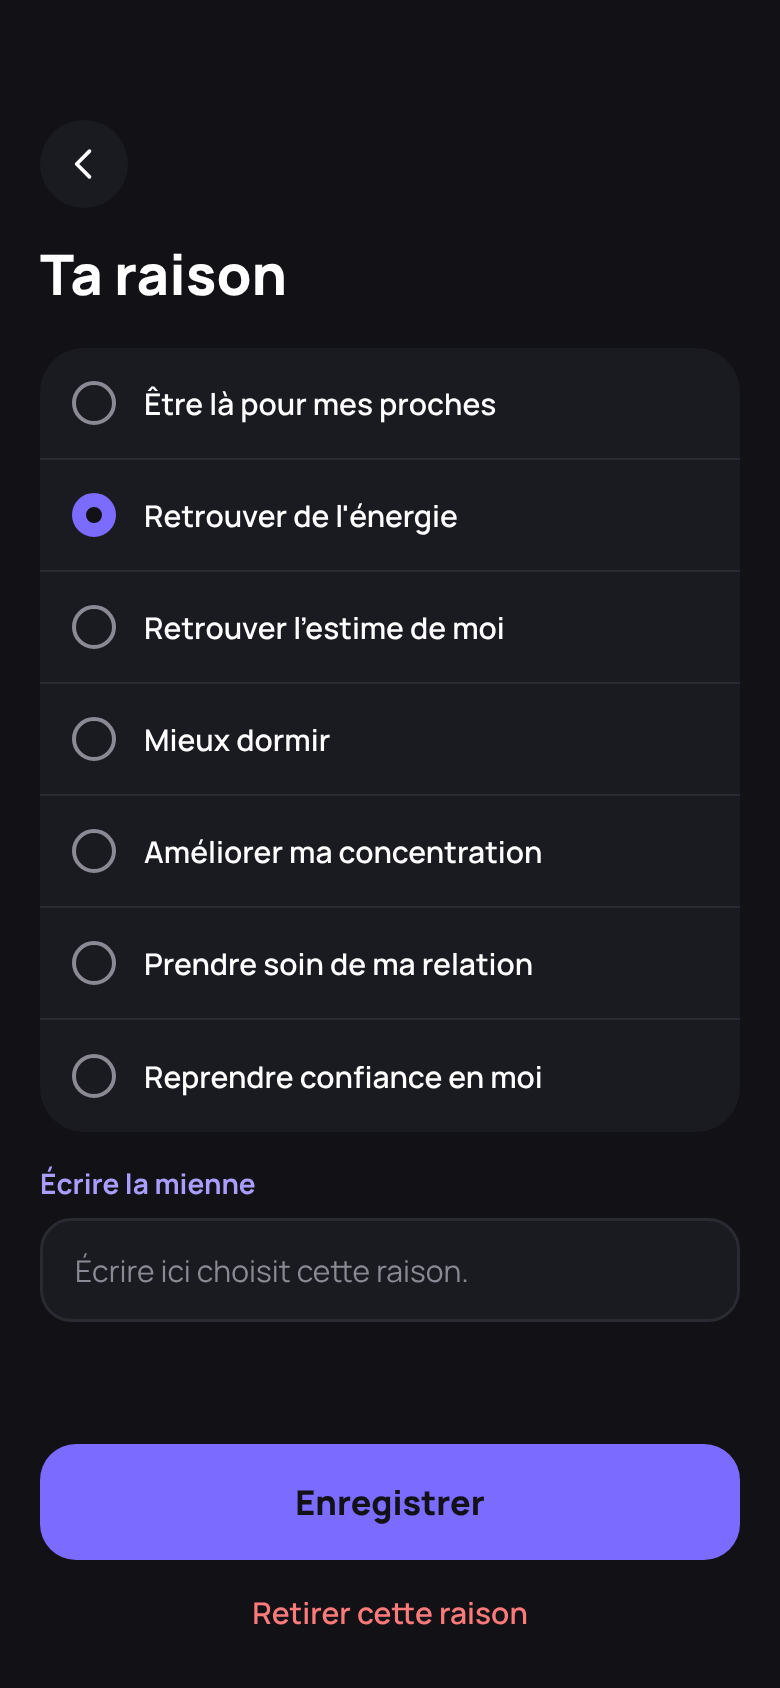 Ta raison
Être là pour mes proches
Retrouver de l'énergie
Retrouver l’estime de moi
Mieux dormir
Améliorer ma concentration
Prendre soin de ma relation
Reprendre confiance en moi
Écrire la mienne
Écrire ici choisit cette raison.
Enregistrer
Retirer cette raison